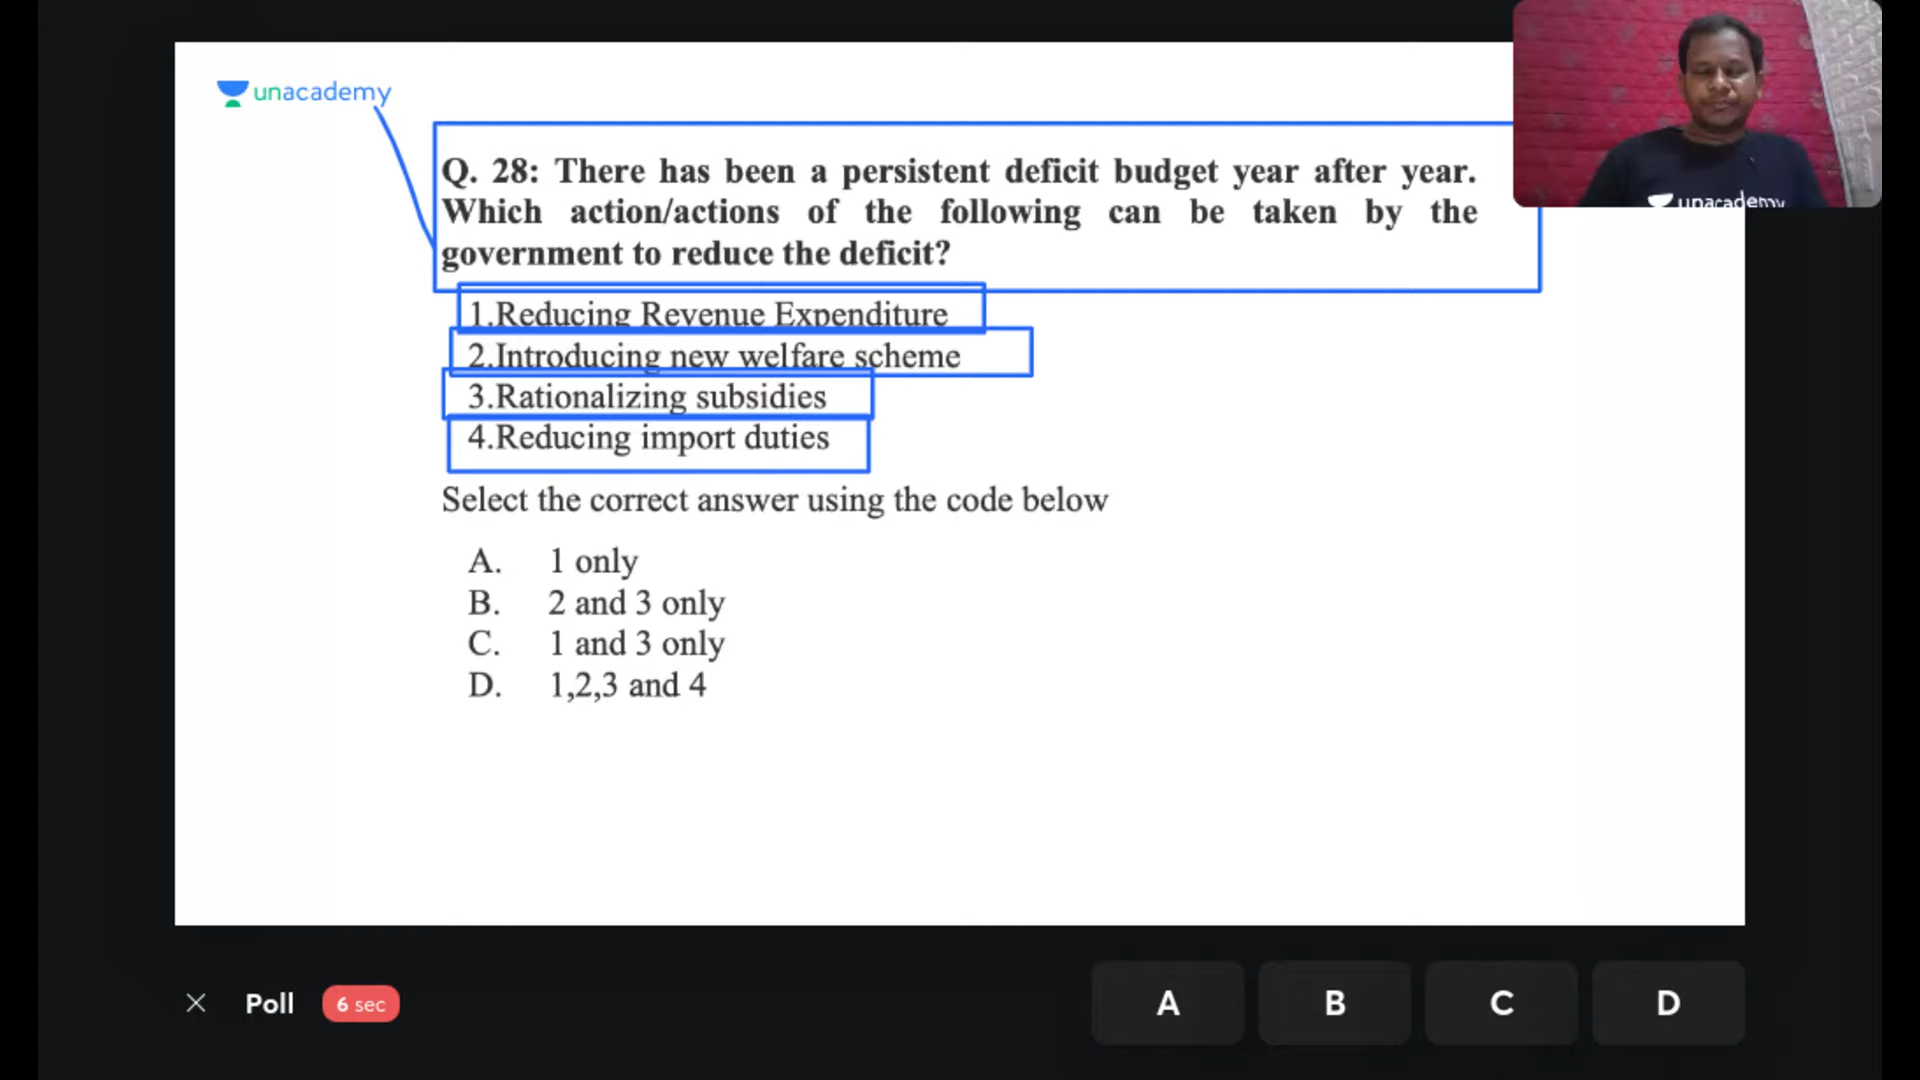 unacademy
Q. 28: There has been a persistent deficit budget year after year.
Which action/actions of the following can be taken by the
government to reduce the deficit?
1.Reducing Revenue Expenditure
2.Introducing new welfare scheme
3.Rationalizing subsidies
4.Reducing import duties
Select the correct answer using the code below
A. 1 only
B. 2 and 3 only
C. 1 and 3 only
D. 1,2,3 and 4
unacademy
Poll 6 sec A B C D